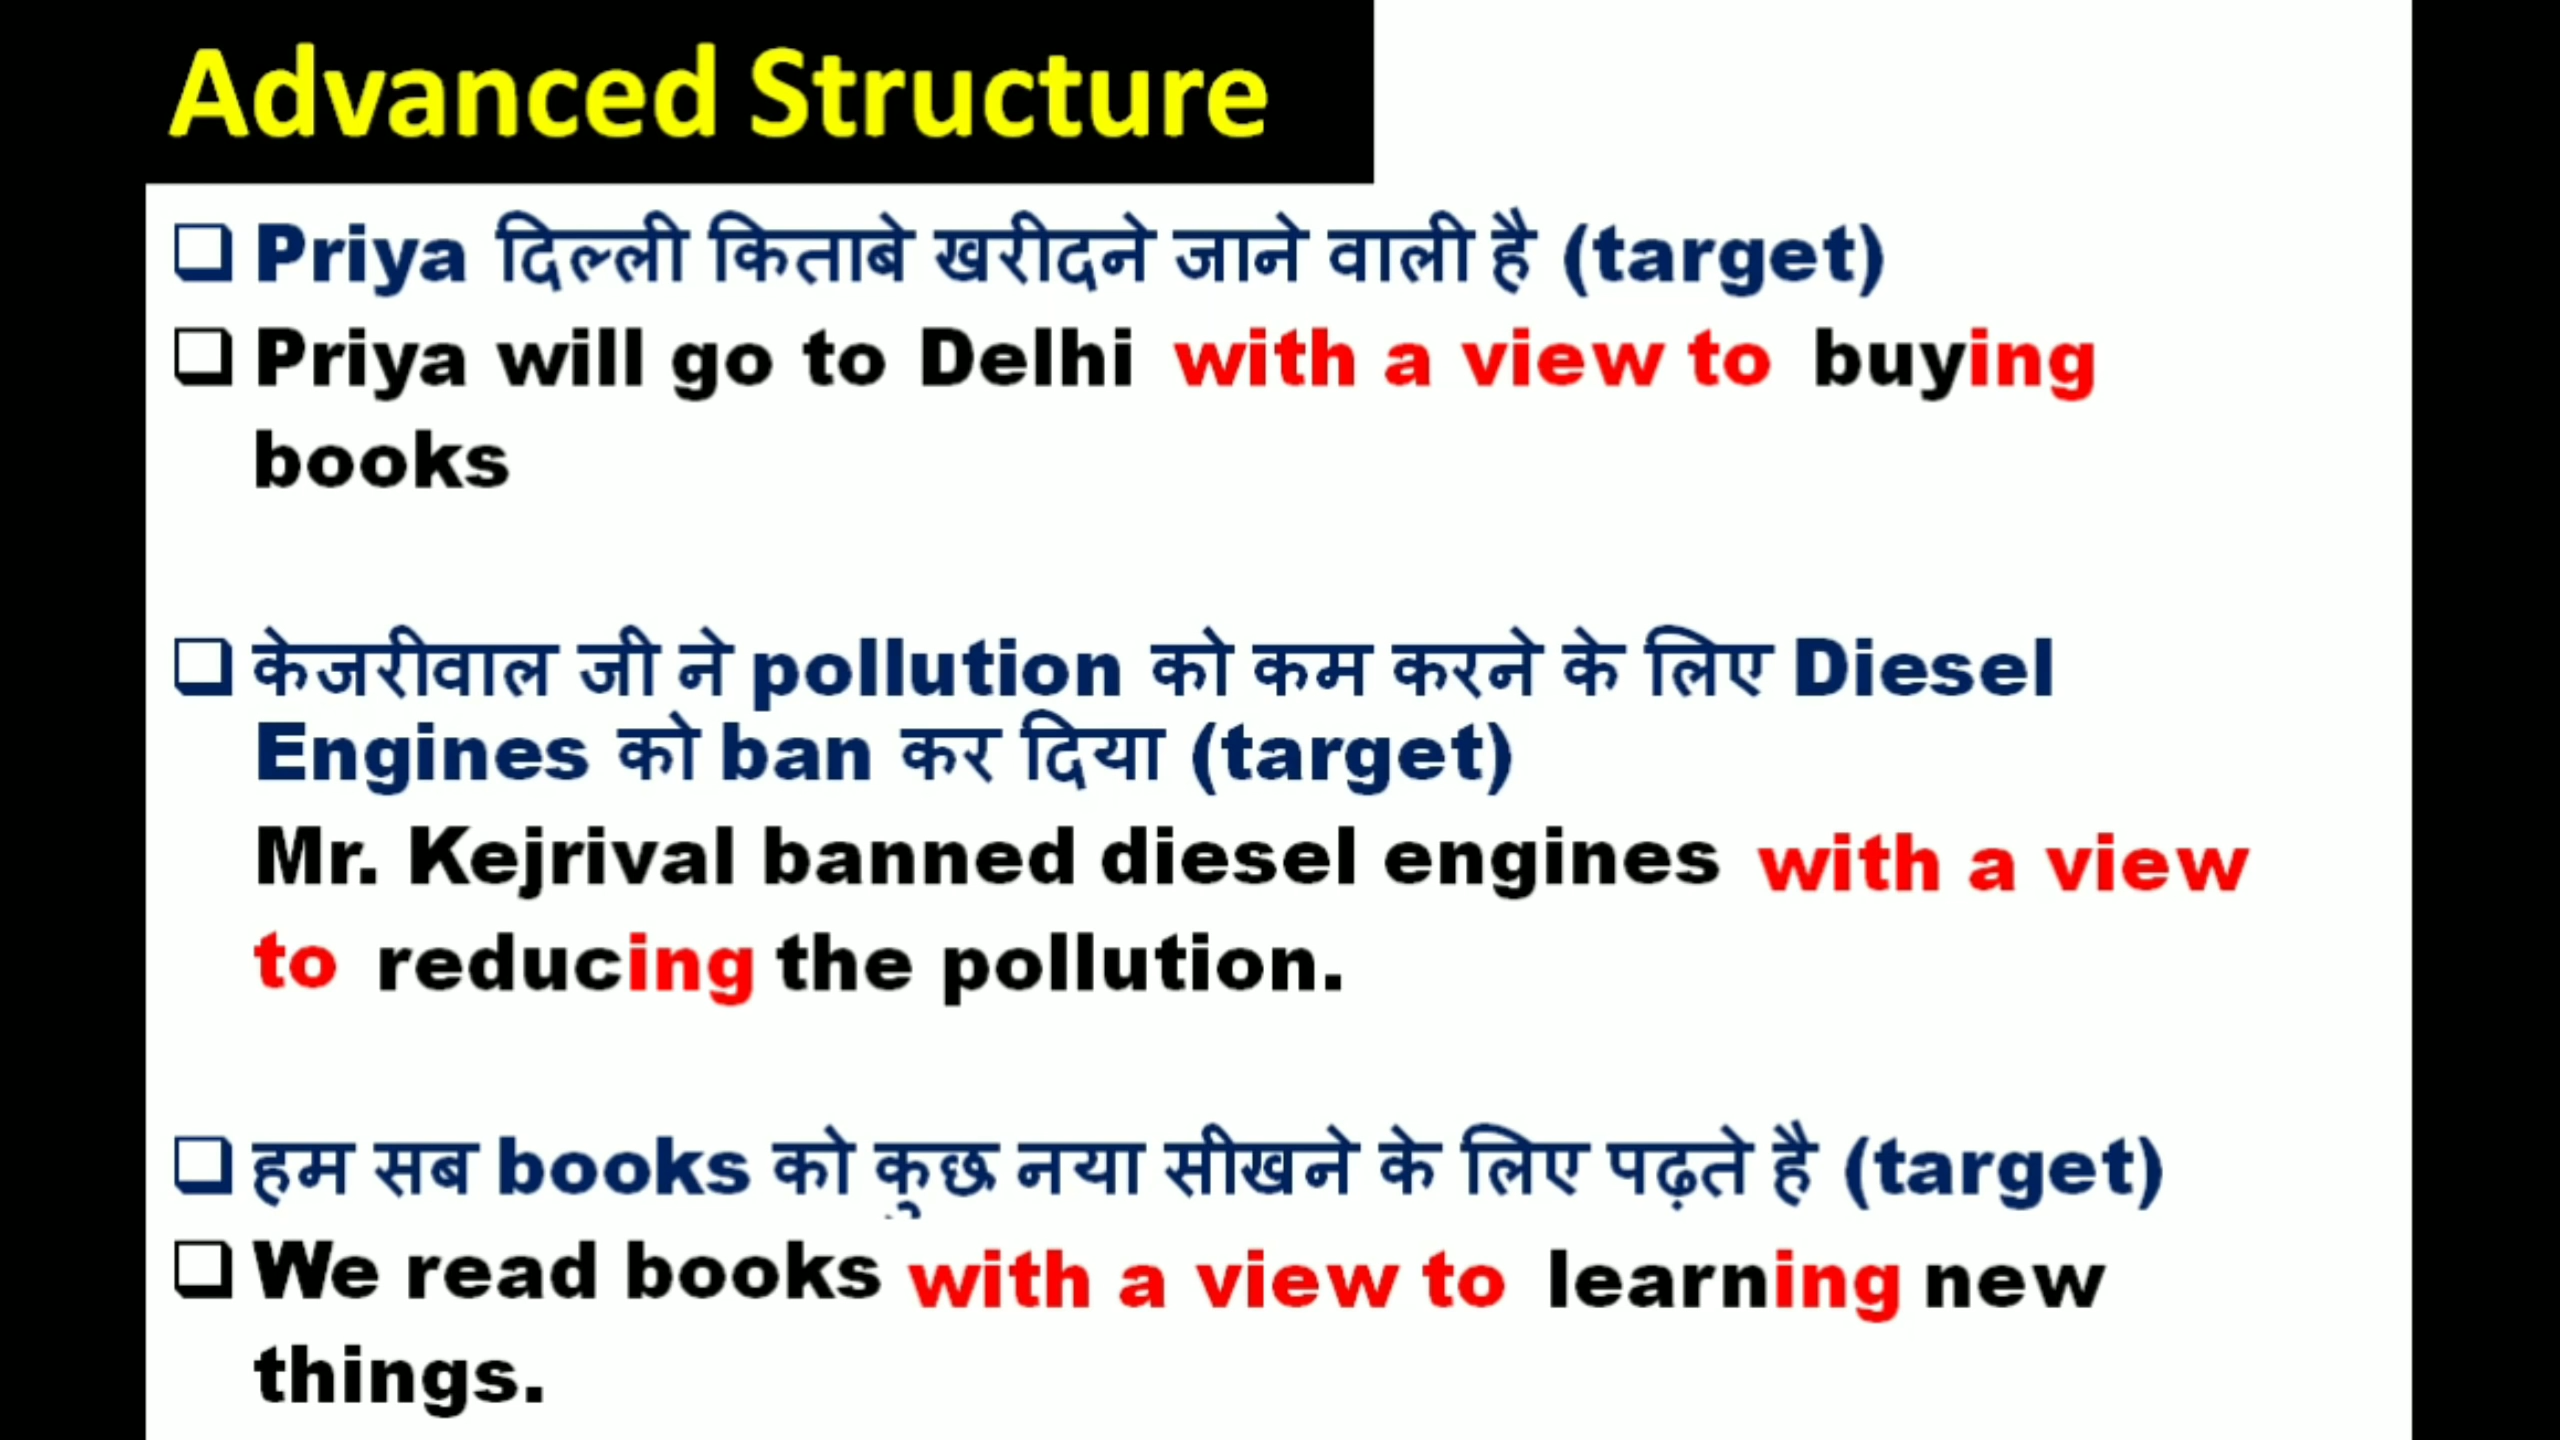 Advanced Structure
Priya दिल्ली किताबे खरीदने जाने वाली है (target)
Priya will go to Delhi with a view to buying
books
केजरीवाल जी ने pollution को कम करने के लिए Diesel
Engines को ban कर दिया (target)
Mr. Kejrival banned diesel engines with a view
to reducing the pollution.
हम सब books को कुछ नया सीखने के लिए पढ़ते है (target)
We read books with a view to learning new
things.